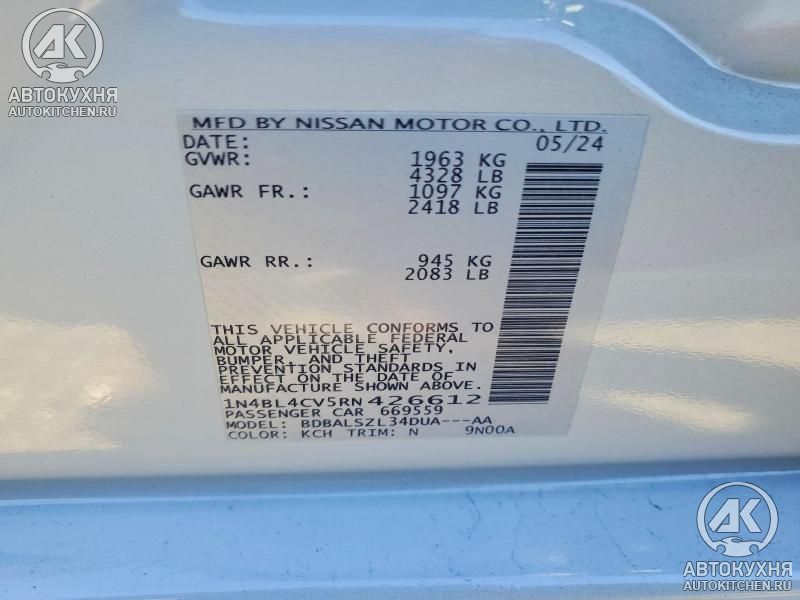 AK
АВТОКУХНЯ
AUTOKITCHEN.RU
MFD BY NISSAN MOTOR CO., LTD.
DATE: 05/24
GVWR: 1963 KG
4328 LB
GAWR FR.: 1097 KG
2418 LB
GAWR RR.: 945 KG
2083 LB
THIS VEHICLE CONFORMS TO
ALL APPLICABLE FEDERAL
MOTOR VEHICLE SAFETY,
BUMPER, AND THEFT
PREVENTION STANDARDS IN
EFFECT ON THE DATE OF
MANUFACTURE SHOWN ABOVE.
1N4BL4CV5RN426612
PASSENGER CAR 669559
MODEL: BDBALSZL34DUA---AA
COLOR: KCH TRIM: N 9N00A
AK
АВТОКУХНЯ
AUTOKITCHEN.RU